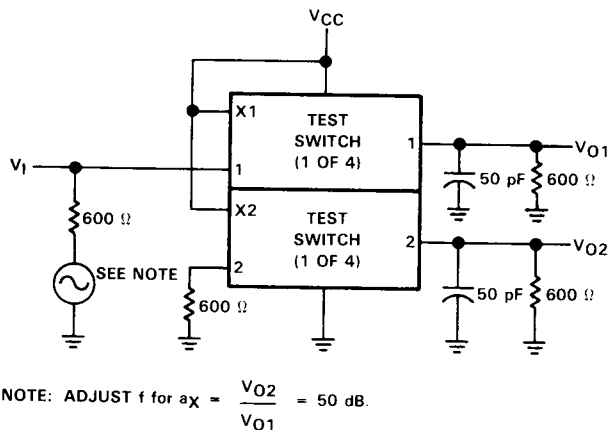 VCC
X1
TEST
SWITCH
(1 OF 4)
1
VO1
VI
1
50 pF
600 Ω
X2
TEST
SWITCH
(1 OF 4)
2
VO2
600 Ω
SEE NOTE
2
600 Ω
50 pF
600 Ω
NOTE: ADJUST f for aX = VO2 / VO1 = 50 dB.